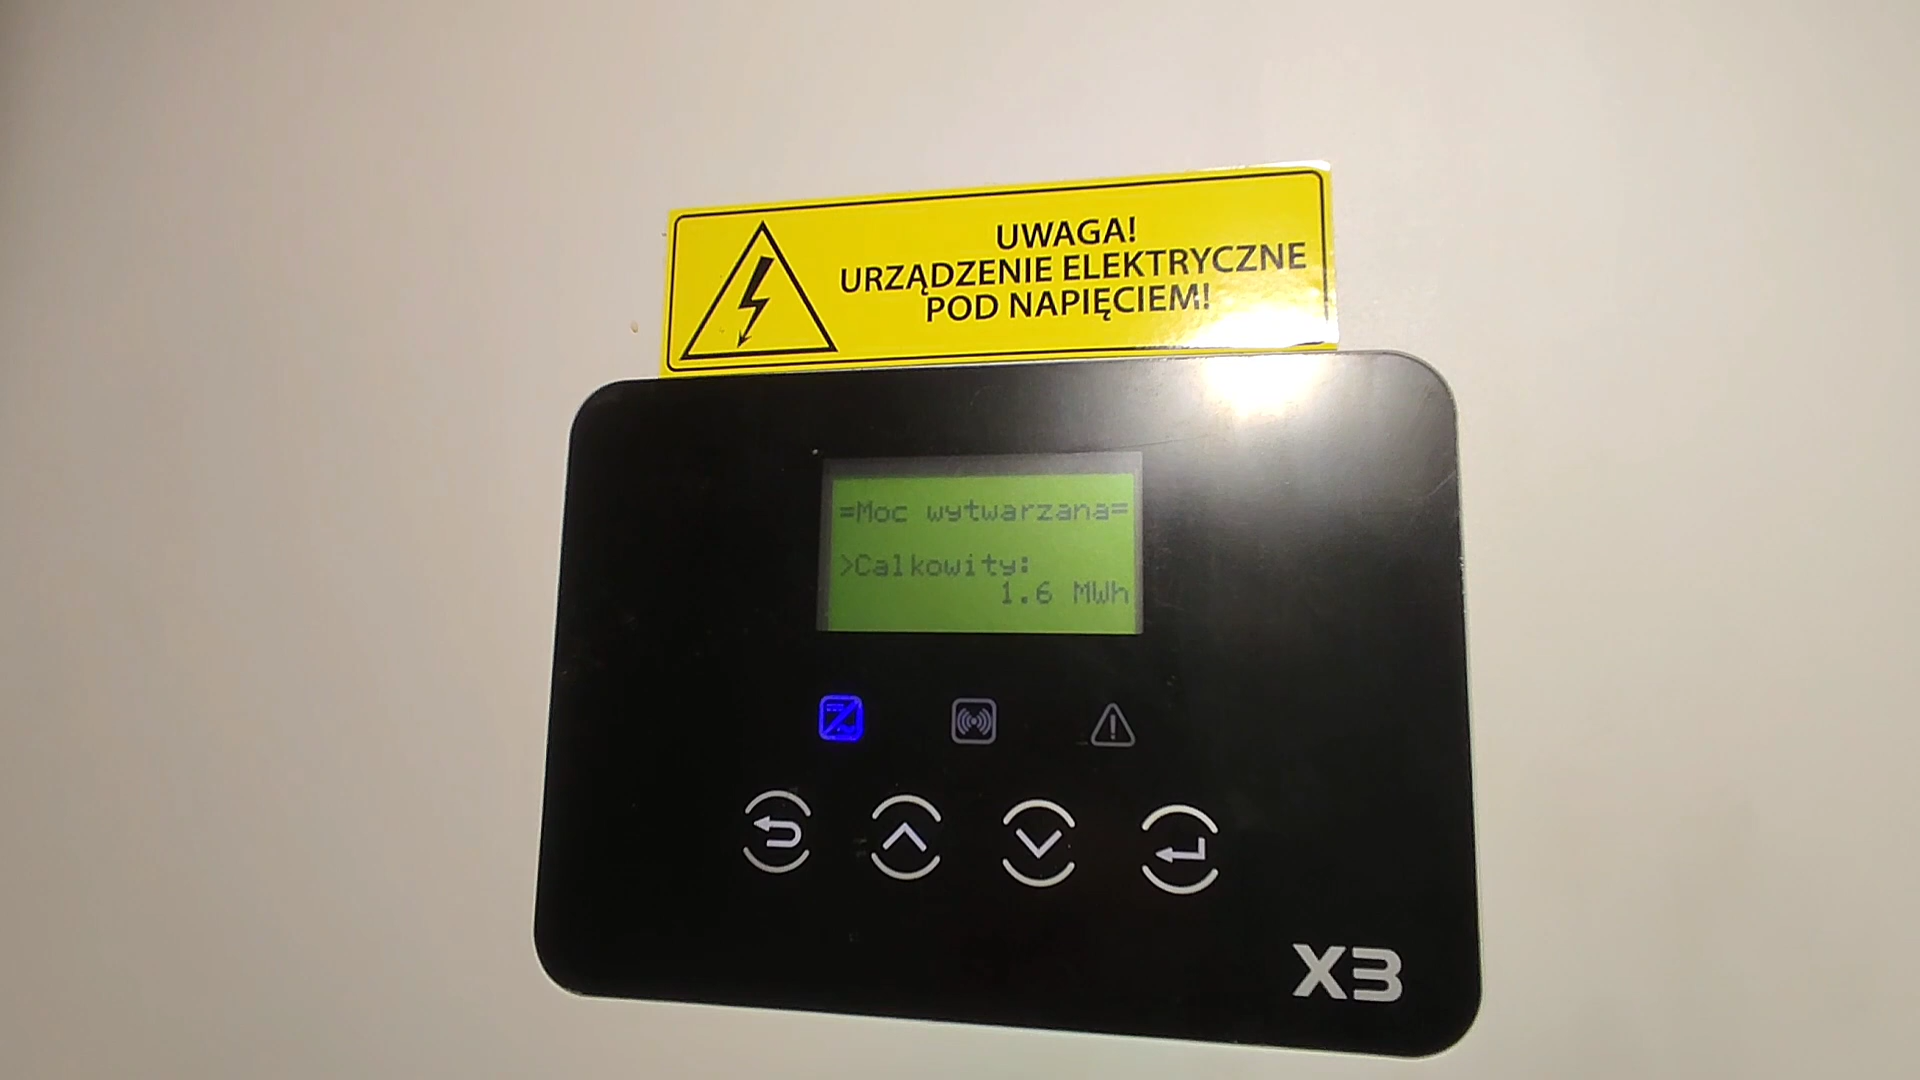 UWAGA!
URZĄDZENIE ELEKTRYCZNE
POD NAPIĘCIEM!
=Moc wytwarzana=
>Calkowity:
1.6 MWh
X3